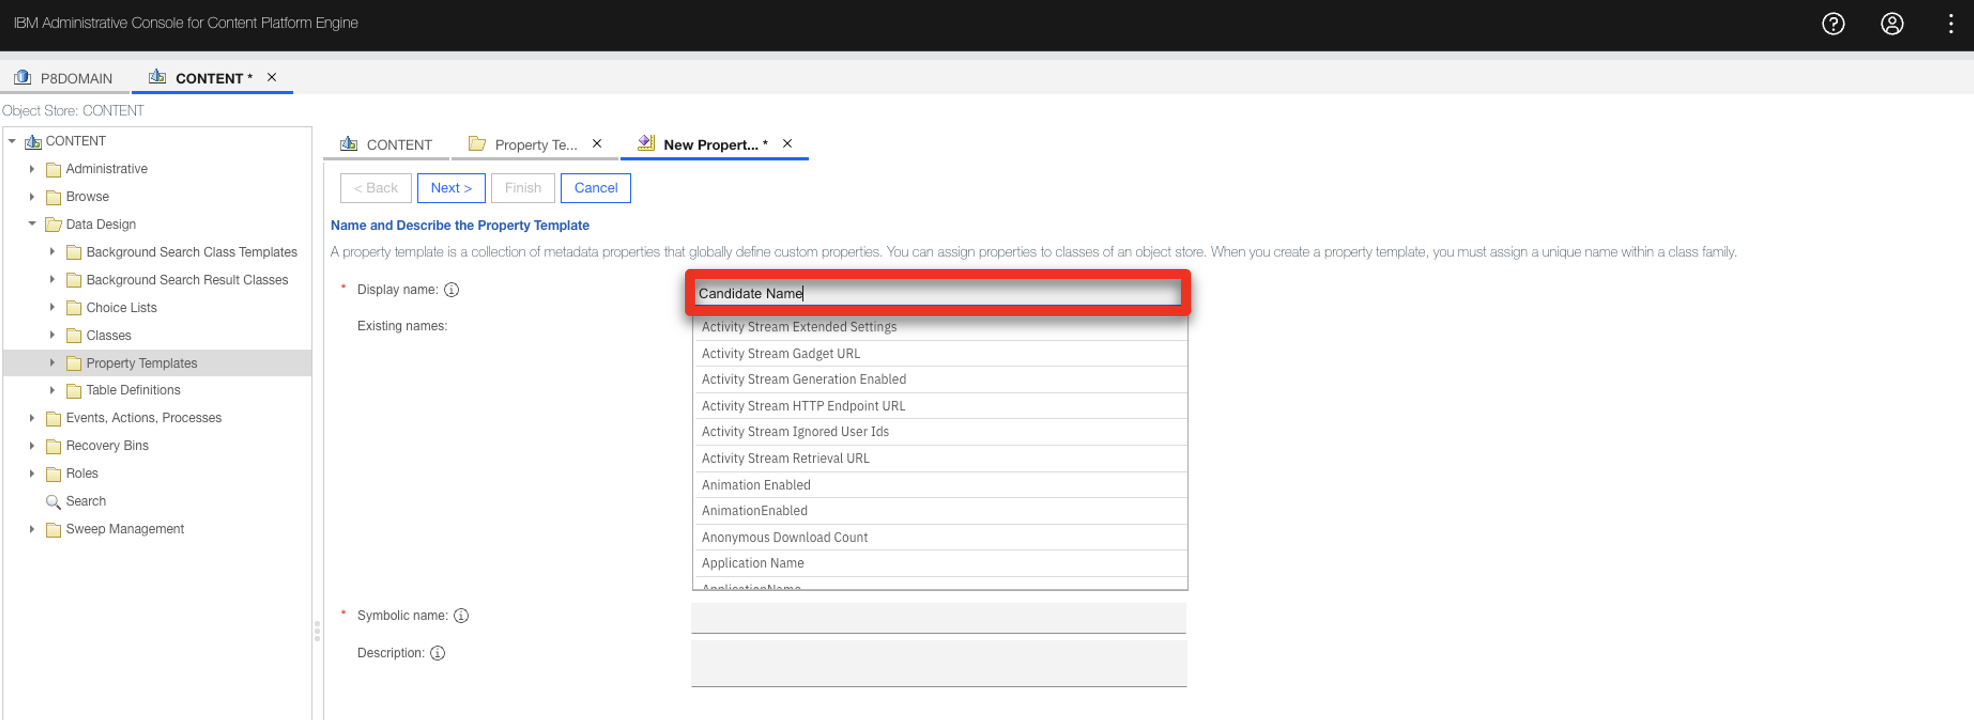 IBM Administrative Console for Content Platform Engine
P8DOMAIN
CONTENT *
Object Store: CONTENT
CONTENT
Administrative
Browse
Data Design
Background Search Class Templates
Background Search Result Classes
Choice Lists
Classes
Property Templates
Table Definitions
Events, Actions, Processes
Recovery Bins
Roles
Search
Sweep Management
CONTENT
Property Te...
New Propert... *
< Back
Next >
Finish
Cancel
Name and Describe the Property Template
A property template is a collection of metadata properties that globally define custom properties. You can assign properties to classes of an object store. When you create a property template, you must assign a unique name within a class family.
* Display name:
Candidate Name
Existing names:
Activity Stream Extended Settings
Activity Stream Gadget URL
Activity Stream Generation Enabled
Activity Stream HTTP Endpoint URL
Activity Stream Ignored User Ids
Activity Stream Retrieval URL
Animation Enabled
AnimationEnabled
Anonymous Download Count
Application Name
ApplicationName
* Symbolic name:
Description: